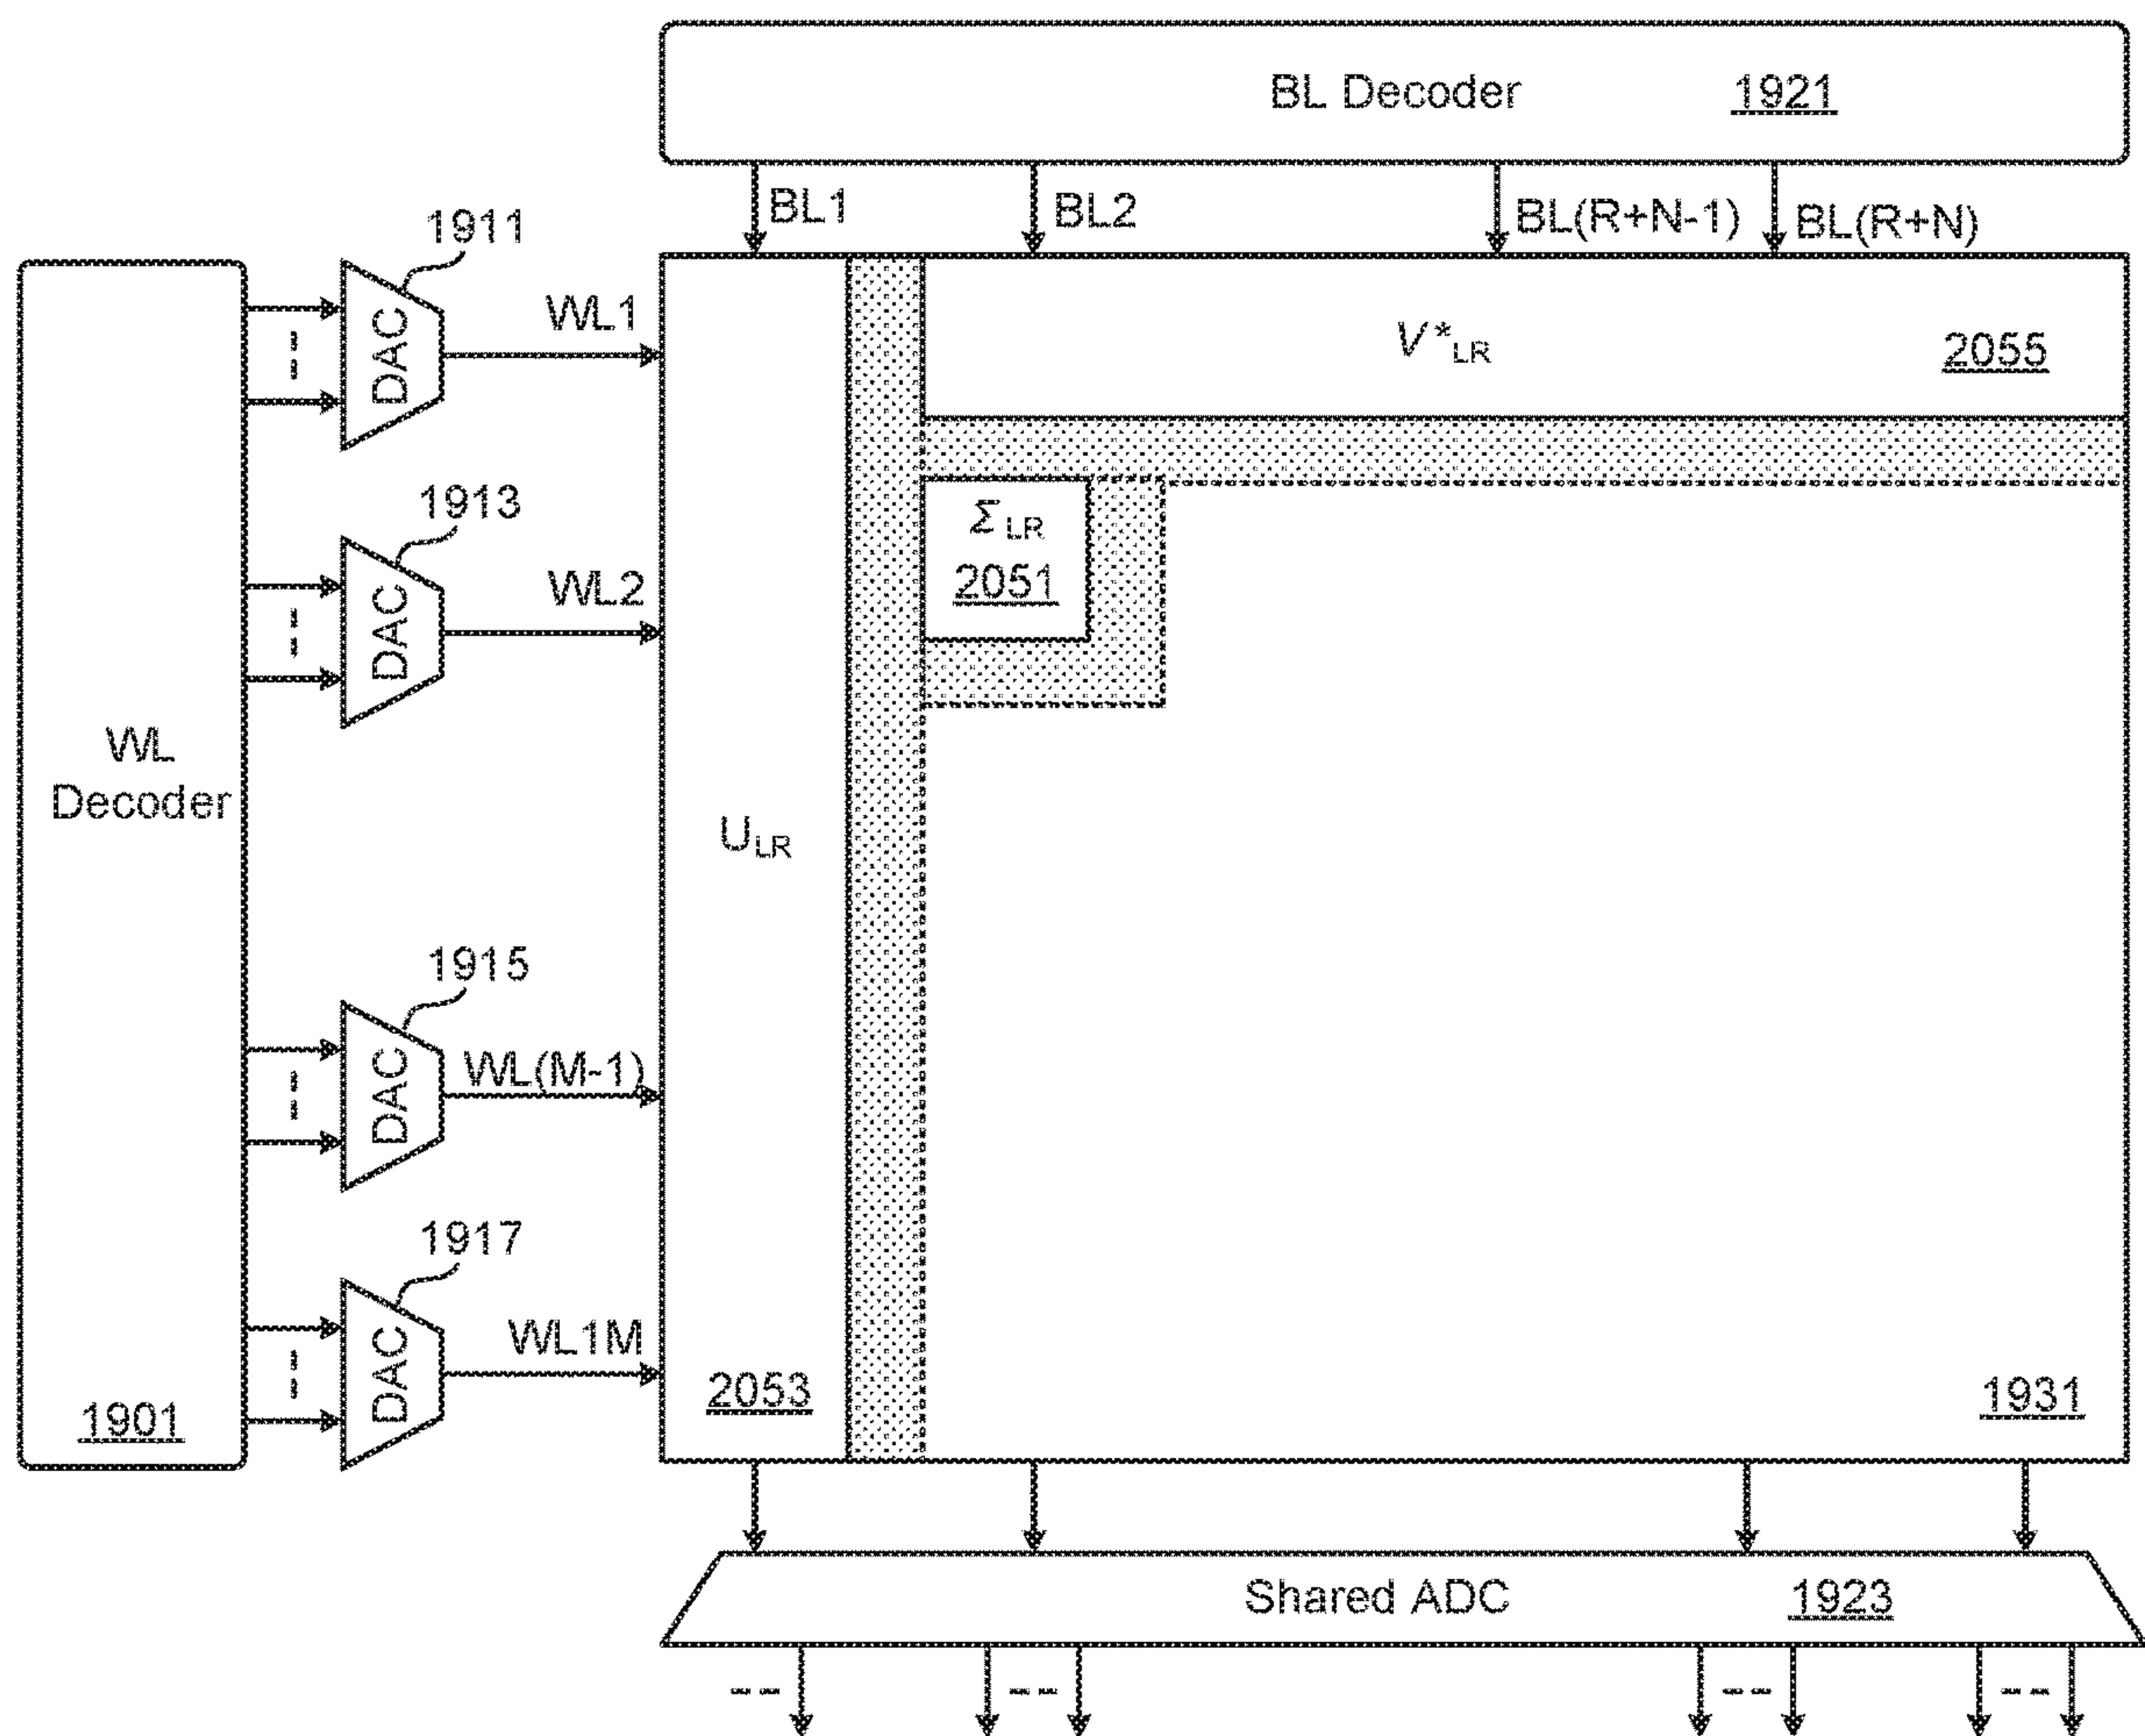 BL Decoder 1921
BL1
BL2
BL(R+N-1)
BL(R+N)
1911
DAC
WL1
V*LR 2055
1913
DAC
WL2
ΣLR
2051
WL
Decoder
ULR
1915
DAC
WL(M-1)
1917
DAC
WL1M
1901
2053
1931
Shared ADC 1923